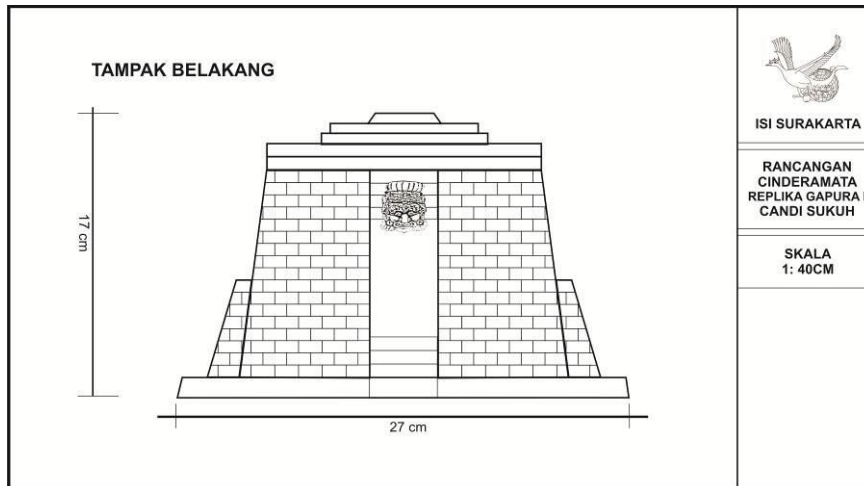 TAMPAK BELAKANG
17 cm
27 cm
ISI SURAKARTA
RANCANGAN
CINDERAMATA
REPLIKA GAPURA I
CANDI SUKUH
SKALA
1: 40CM